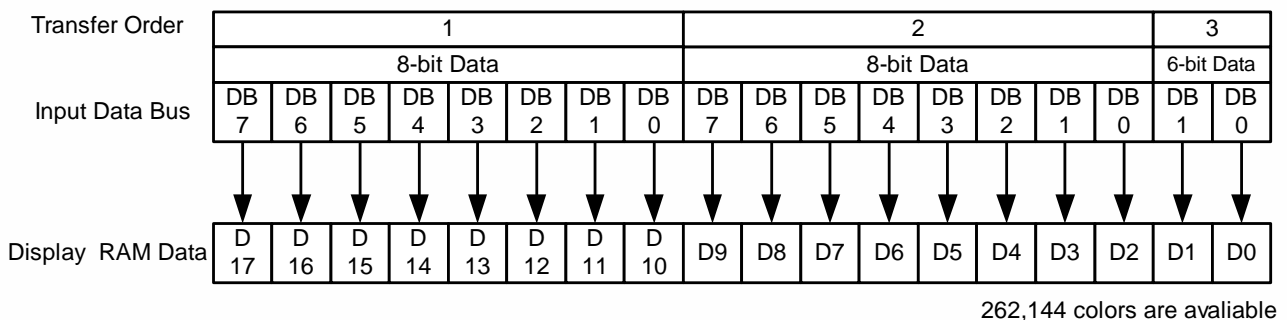 Transfer Order 1 2 3
8-bit Data 8-bit Data 6-bit Data
Input Data Bus DB 7 DB 6 DB 5 DB 4 DB 3 DB 2 DB 1 DB 0 DB 7 DB 6 DB 5 DB 4 DB 3 DB 2 DB 1 DB 0 DB 1 DB 0
Display RAM Data D 17 D 16 D 15 D 14 D 13 D 12 D 11 D 10 D9 D8 D7 D6 D5 D4 D3 D2 D1 D0
262,144 colors are avaliable